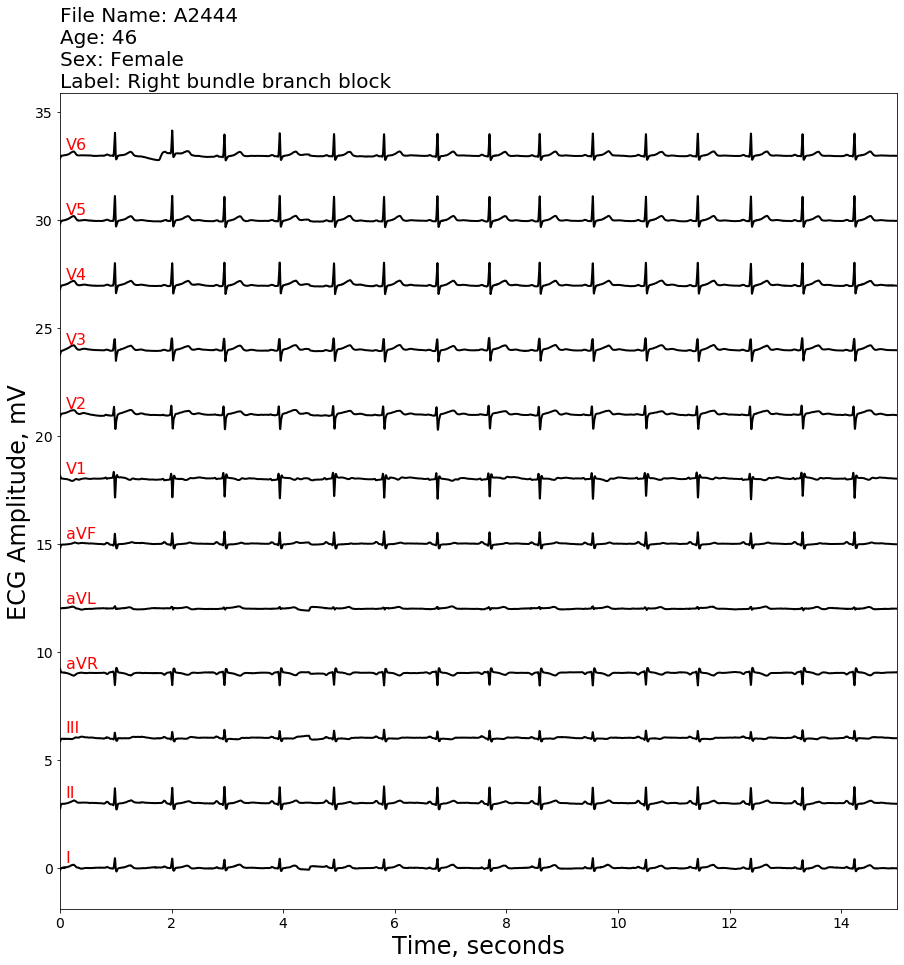 File Name: A2444
Age: 46
Sex: Female
Label: Right bundle branch block
35
V6
V5
30
V4
V3
25
V2
20
V1
aVF
15
aVL
10
aVR
III
5
II
I
0
ECG Amplitude, mV
0 2 4 6 8 10 12 14
Time, seconds